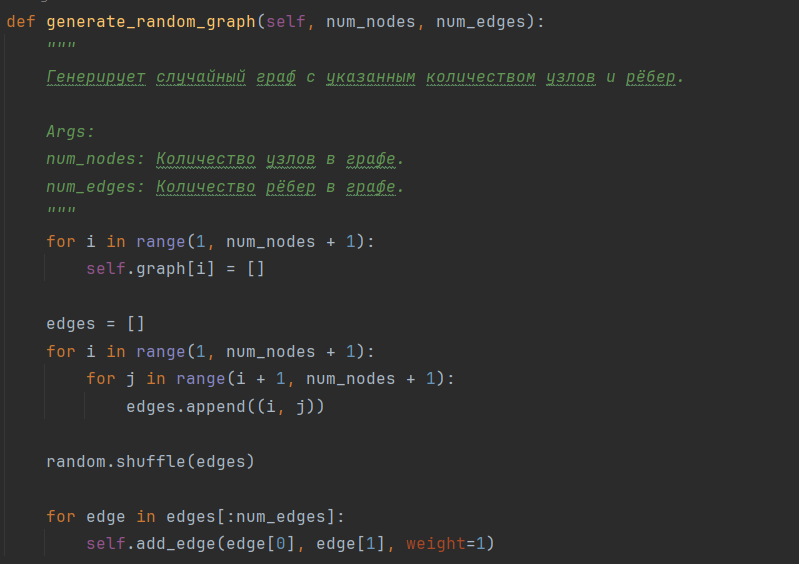 def generate_random_graph(self, num_nodes, num_edges):
    """
    Генерирует случайный граф с указанным количеством узлов и рёбер.

    Args:
    num_nodes: Количество узлов в графе.
    num_edges: Количество рёбер в графе.
    """
    for i in range(1, num_nodes + 1):
        self.graph[i] = []

    edges = []
    for i in range(1, num_nodes + 1):
        for j in range(i + 1, num_nodes + 1):
            edges.append((i, j))

    random.shuffle(edges)

    for edge in edges[:num_edges]:
        self.add_edge(edge[0], edge[1], weight=1)